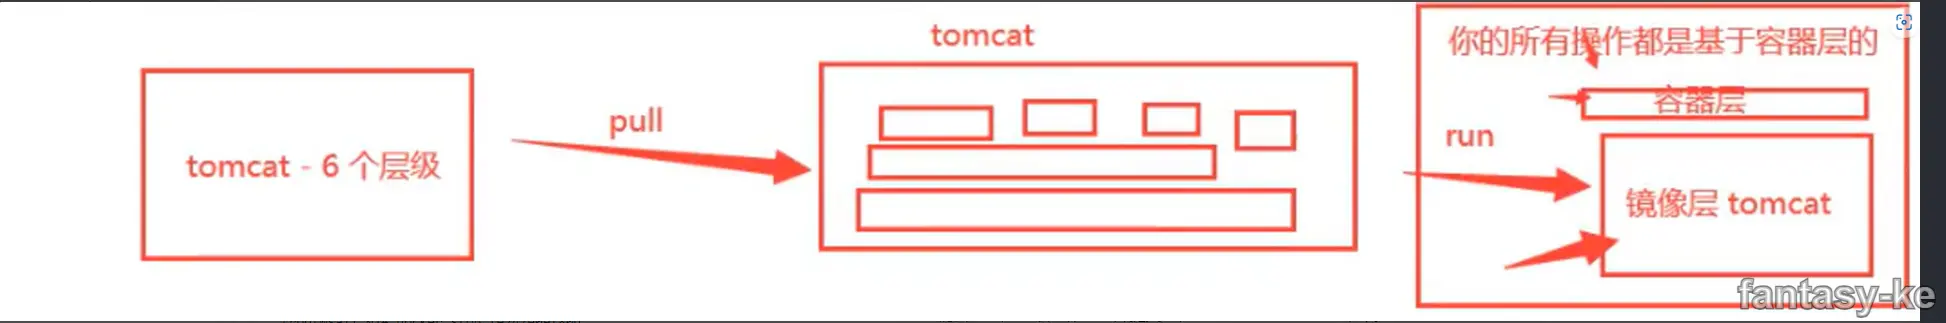 tomcat - 6 个层级
pull
tomcat
run
你的所有操作都是基于容器层的
容器层
镜像层 tomcat
fantasy-ke